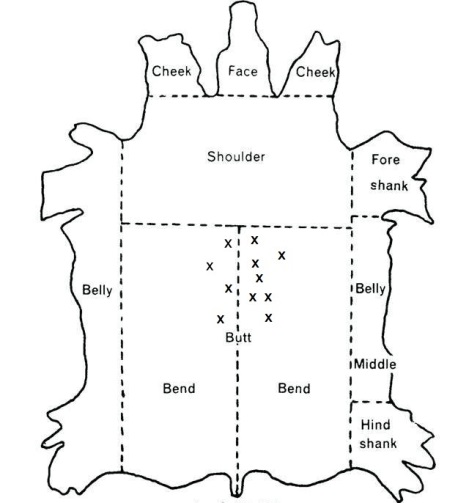 Cheek Face Cheek
Shoulder
Fore
shank
x x
x
x x
x
x
x x
x x
Belly
Belly
Butt
Middle
Bend Bend
Hind
shank